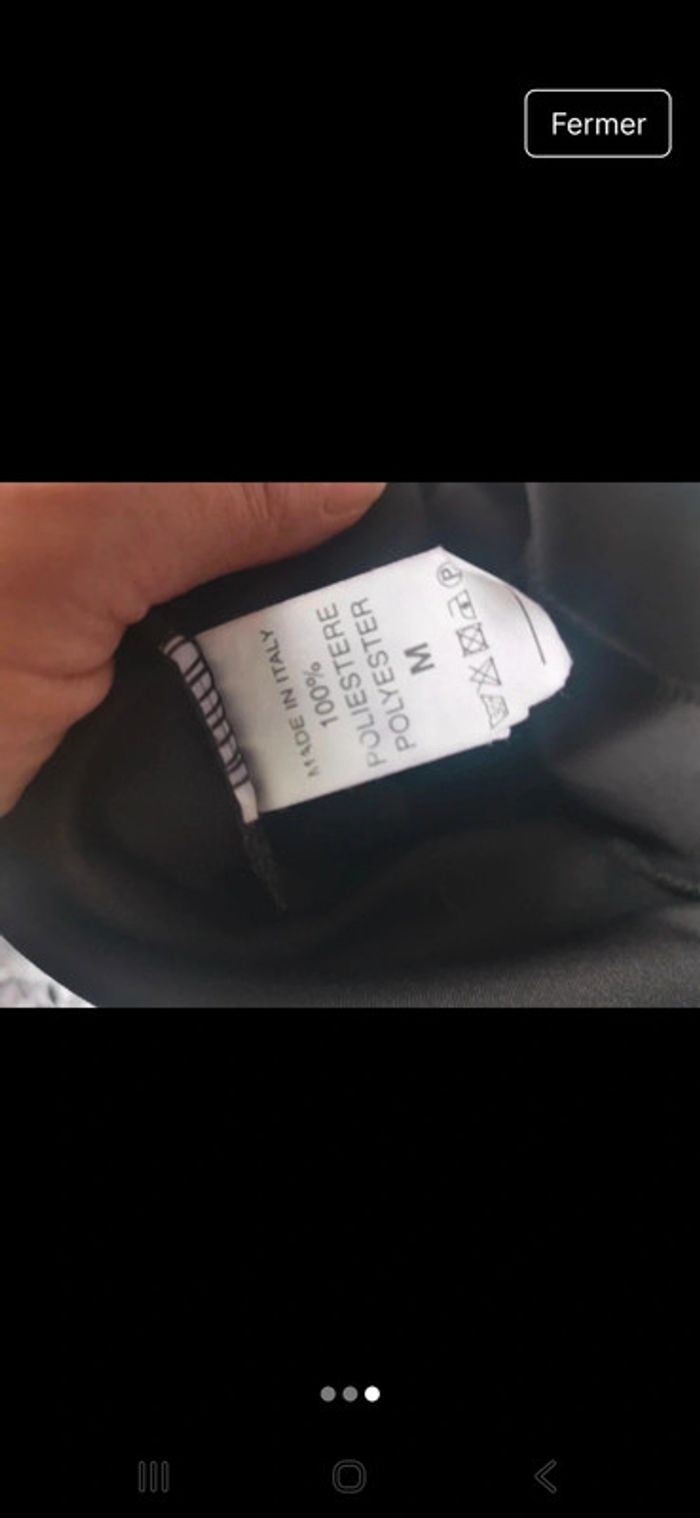 Fermer
MADE IN ITALY
100%
POLIESTERE
POLYESTER
M
P